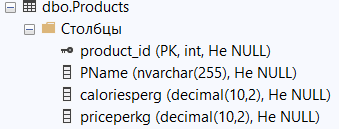 dbo.Products
Столбцы
product_id (PK, int, Не NULL)
PName (nvarchar(255), Не NULL)
caloriesperg (decimal(10,2), Не NULL)
priceperkg (decimal(10,2), Не NULL)